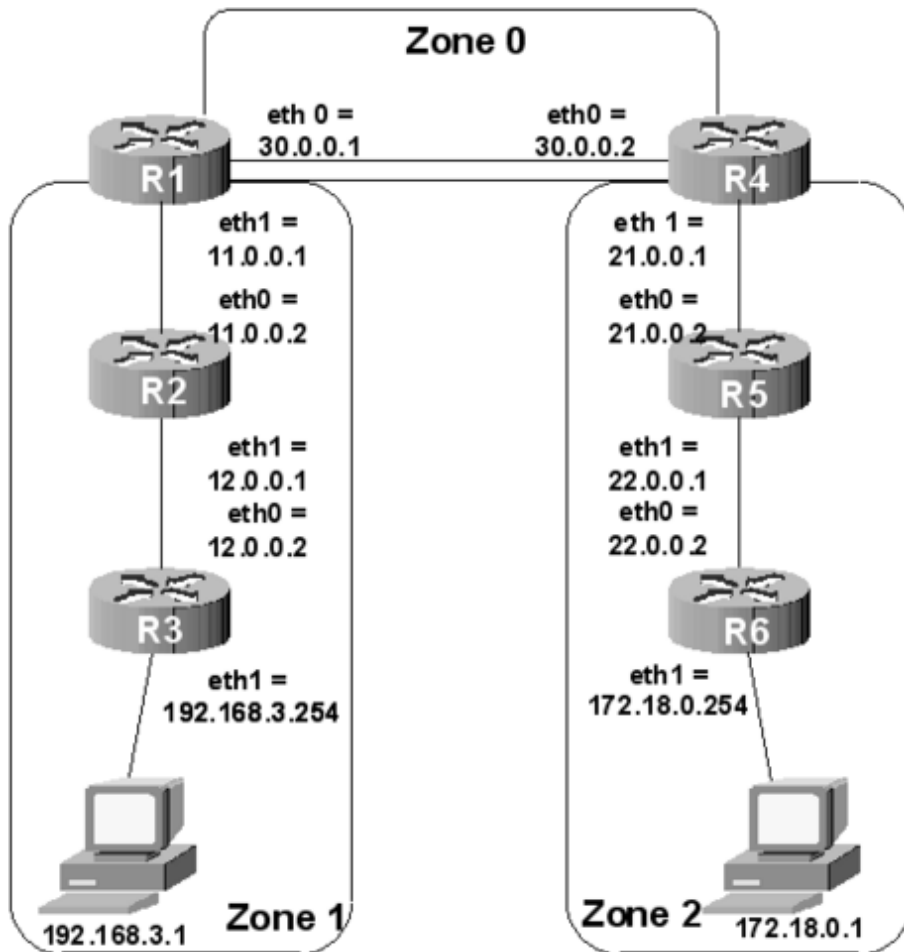 Zone 0
eth 0 =
30.0.0.1
eth0 =
30.0.0.2
R1
R4
eth1 =
11.0.0.1
eth 1 =
21.0.0.1
eth0 =
11.0.0.2
eth0 =
21.0.0.2
R2
R5
eth1 =
12.0.0.1
eth0 =
12.0.0.2
eth1 =
22.0.0.1
eth0 =
22.0.0.2
R3
R6
eth1 =
192.168.3.254
eth1 =
172.18.0.254
192.168.3.1
Zone 1
Zone 2
172.18.0.1